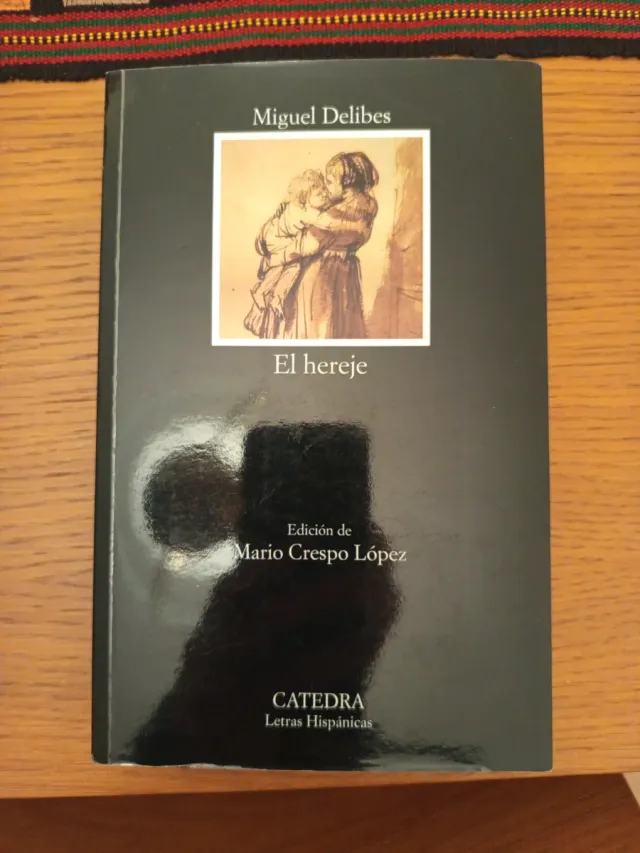 Miguel Delibes
El hereje
Edición de
Mario Crespo López
CATEDRA
Letras Hispánicas